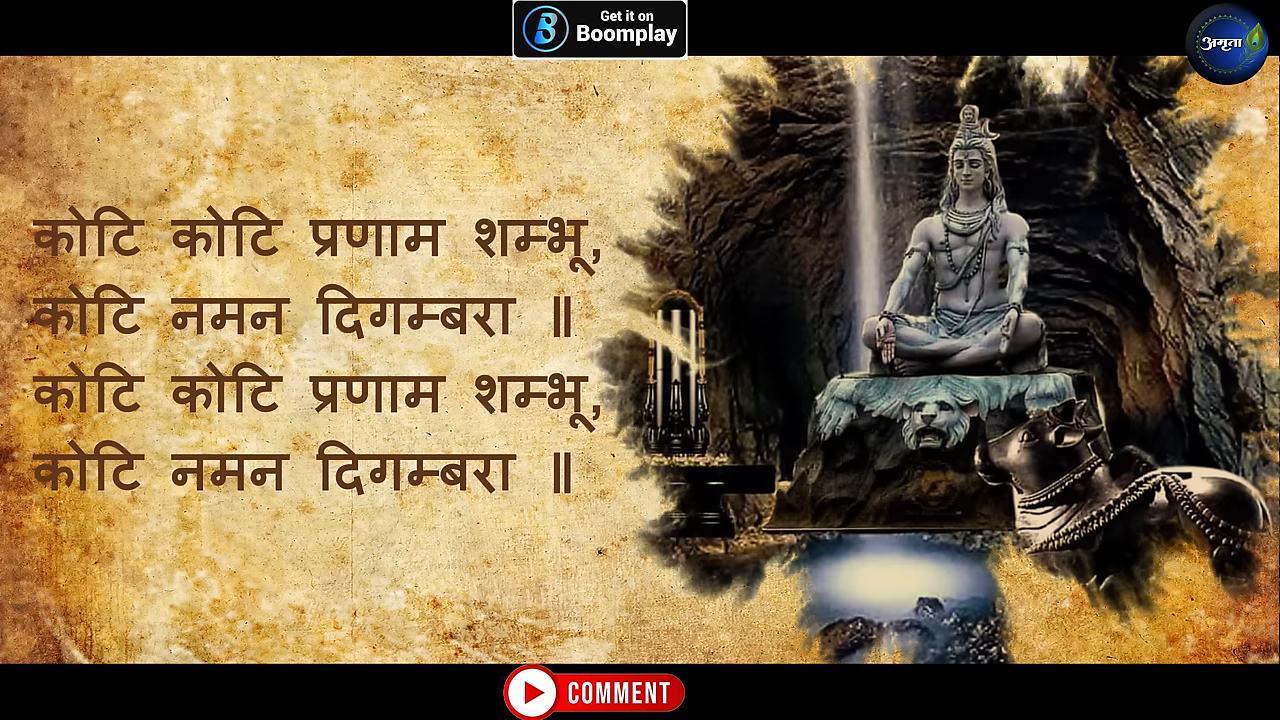 Get it on
Boomplay
अमृता
कोटि कोटि प्रणाम शम्भू,
कोटि नमन दिगम्बरा ॥
कोटि कोटि प्रणाम शम्भू,
कोटि नमन दिगम्बरा ॥
COMMENT